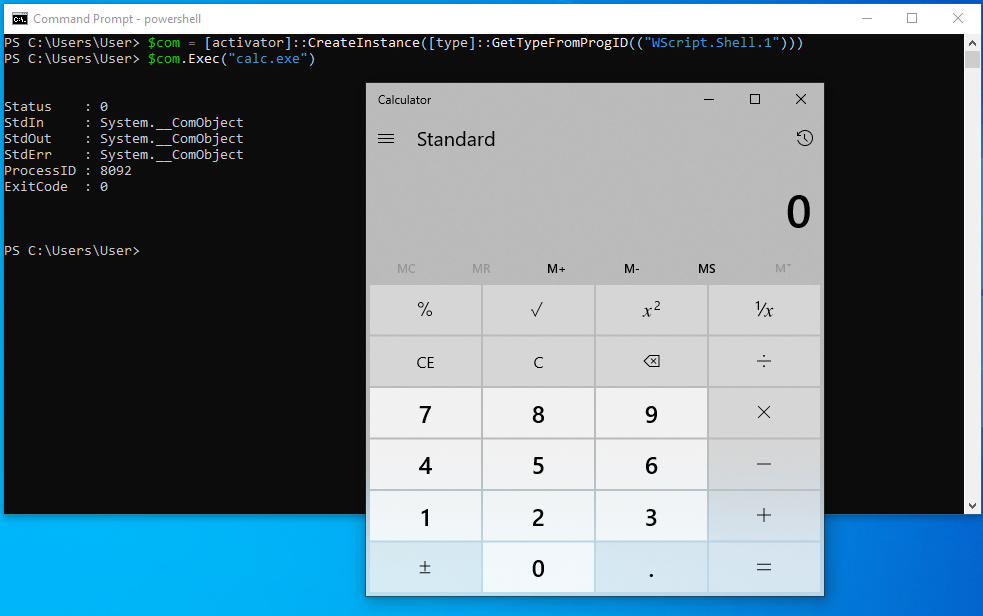 Command Prompt - powershell
PS C:\Users\User> $com = [activator]::CreateInstance([type]::GetTypeFromProgID(("WScript.Shell.1")))
PS C:\Users\User> $com.Exec("calc.exe")
Status    : 0
StdIn     : System.__ComObject
StdOut    : System.__ComObject
StdErr    : System.__ComObject
ProcessID : 8092
ExitCode  : 0
PS C:\Users\User>
Calculator
Standard
0
MC MR M+ M- MS M˅
% √ x² ¹/x
CE C ⌫ ÷
7 8 9 ×
4 5 6 −
1 2 3 +
± 0 . =